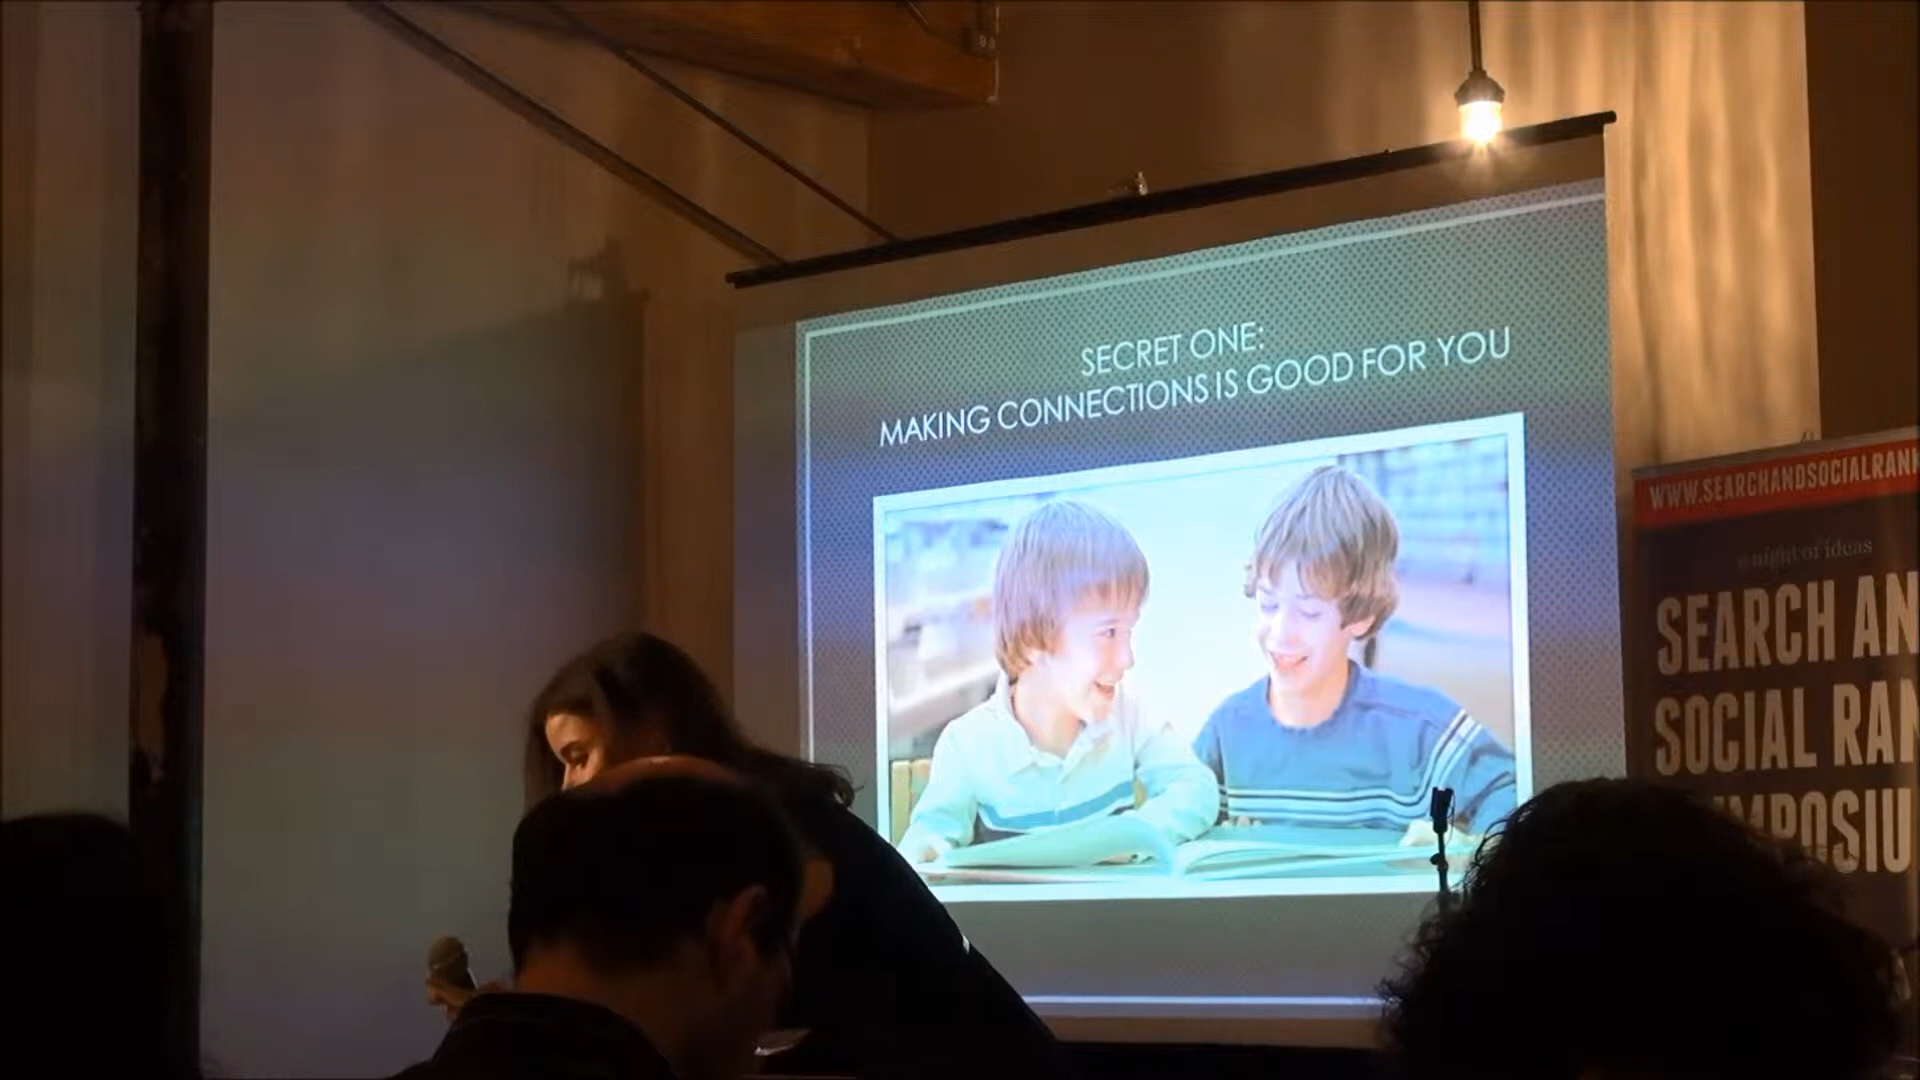 SECRET ONE:
MAKING CONNECTIONS IS GOOD FOR YOU
WWW.SEARCHANDSOCIALRANK
a night of ideas
SEARCH AN
SOCIAL RAN
MPOSIU